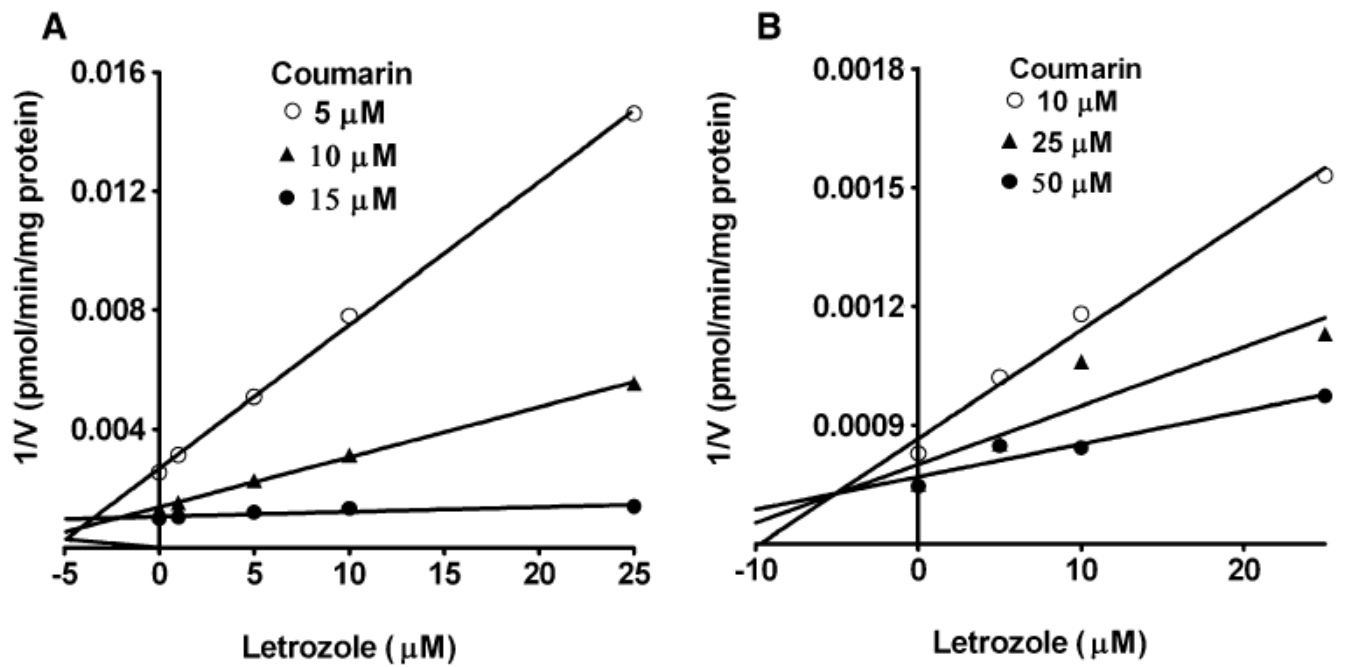 A
Coumarin
5 μM
10 μM
15 μM
1/V (pmol/min/mg protein)
0.016
0.012
0.008
0.004
-5 0 5 10 15 20 25
Letrozole ( μM)
B
Coumarin
10 μM
25 μM
50 μM
1/V (pmol/min/mg protein)
0.0018
0.0015
0.0012
0.0009
-10 0 10 20
Letrozole ( μM)